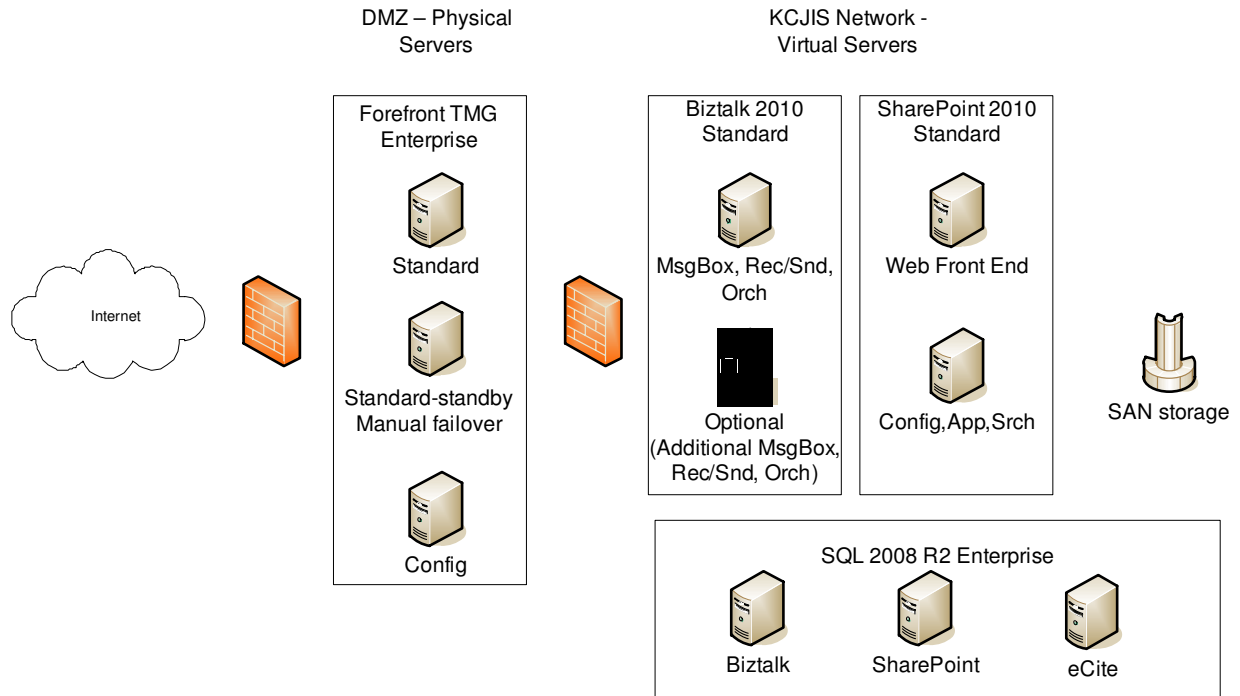 DMZ – Physical
Servers
KCJIS Network -
Virtual Servers
Forefront TMG
Enterprise
Standard
Standard-standby
Manual failover
Config
Internet
Biztalk 2010
Standard
MsgBox, Rec/Snd,
Orch
Optional
(Additional MsgBox,
Rec/Snd, Orch)
SharePoint 2010
Standard
Web Front End
Config,App,Srch
SAN storage
SQL 2008 R2 Enterprise
Biztalk
SharePoint
eCite